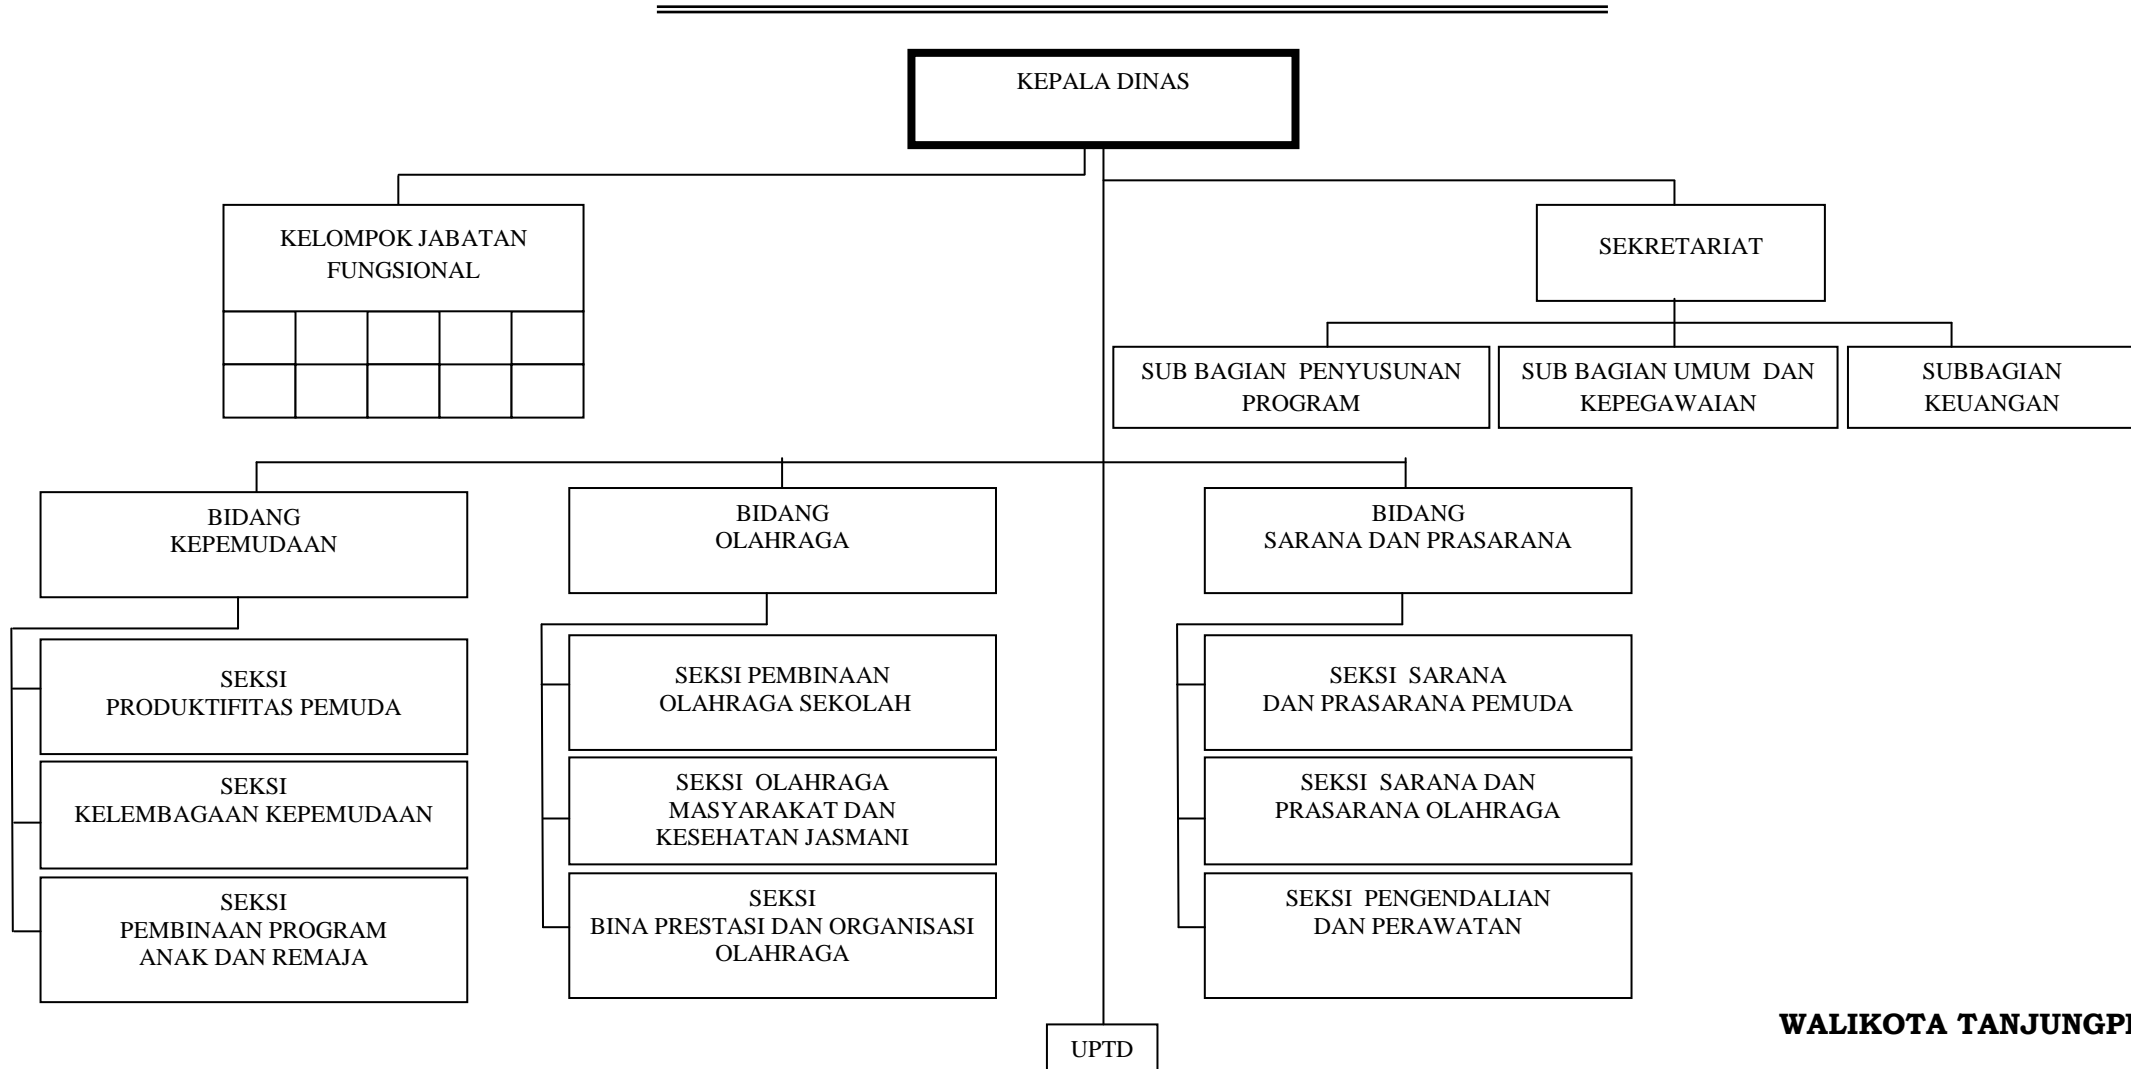 KEPALA DINAS
KELOMPOK JABATAN
FUNGSIONAL
SEKRETARIAT
SUB BAGIAN PENYUSUNAN
PROGRAM
SUB BAGIAN UMUM DAN
KEPEGAWAIAN
SUBBAGIAN
KEUANGAN
BIDANG
KEPEMUDAAN
BIDANG
OLAHRAGA
BIDANG
SARANA DAN PRASARANA
SEKSI
PRODUKTIFITAS PEMUDA
SEKSI
KELEMBAGAAN KEPEMUDAAN
SEKSI
PEMBINAAN PROGRAM
ANAK DAN REMAJA
SEKSI PEMBINAAN
OLAHRAGA SEKOLAH
SEKSI OLAHRAGA
MASYARAKAT DAN
KESEHATAN JASMANI
SEKSI
BINA PRESTASI DAN ORGANISASI
OLAHRAGA
SEKSI SARANA
DAN PRASARANA PEMUDA
SEKSI SARANA DAN
PRASARANA OLAHRAGA
SEKSI PENGENDALIAN
DAN PERAWATAN
UPTD
WALIKOTA